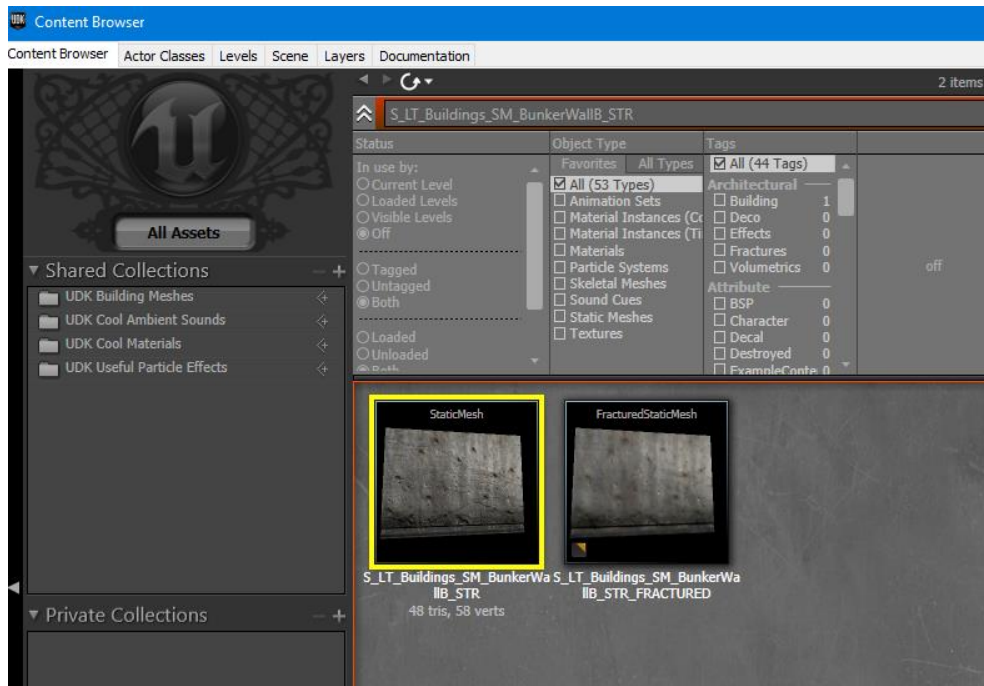 UDK Content Browser
Content Browser Actor Classes Levels Scene Layers Documentation
2 items
S_LT_Buildings_SM_BunkerWallB_STR
All Assets
Shared Collections
UDK Building Meshes
UDK Cool Ambient Sounds
UDK Cool Materials
UDK Useful Particle Effects
Private Collections
Status
In use by:
Current Level
Loaded Levels
Visible Levels
Off
Tagged
Untagged
Both
Loaded
Unloaded
Both
Object Type
Favorites All Types
All (53 Types)
Animation Sets
Material Instances (Co
Material Instances (Ti
Materials
Particle Systems
Skeletal Meshes
Sound Cues
Static Meshes
Textures
Tags
All (44 Tags)
Architectural
Building 1
Deco 0
Effects 0
Fractures 0
Volumetrics 0
Attribute
BSP 0
Character 0
Decal 0
Destroyed 0
ExampleConte 0
off
StaticMesh
S_LT_Buildings_SM_BunkerWa
llB_STR
48 tris, 58 verts
FracturedStaticMesh
S_LT_Buildings_SM_BunkerWa
llB_STR_FRACTURED